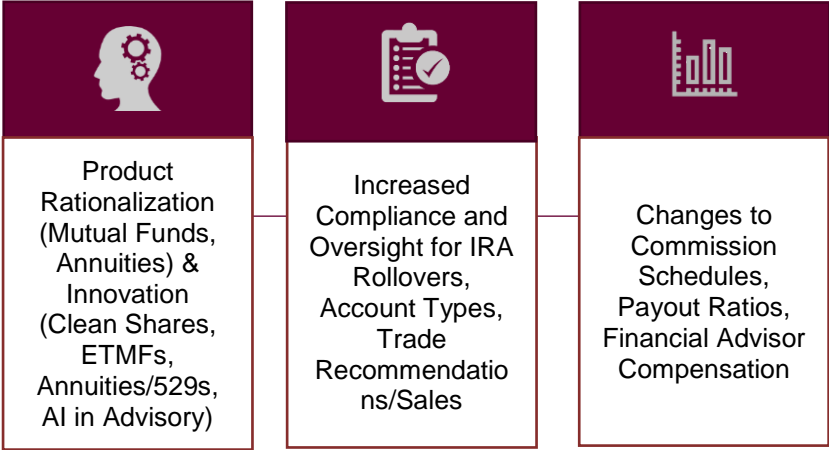 Product
Rationalization
(Mutual Funds,
Annuities) &
Innovation
(Clean Shares,
ETMFs,
Annuities/529s,
AI in Advisory)
Increased
Compliance and
Oversight for IRA
Rollovers,
Account Types,
Trade
Recommendatio
ns/Sales
Changes to
Commission
Schedules,
Payout Ratios,
Financial Advisor
Compensation